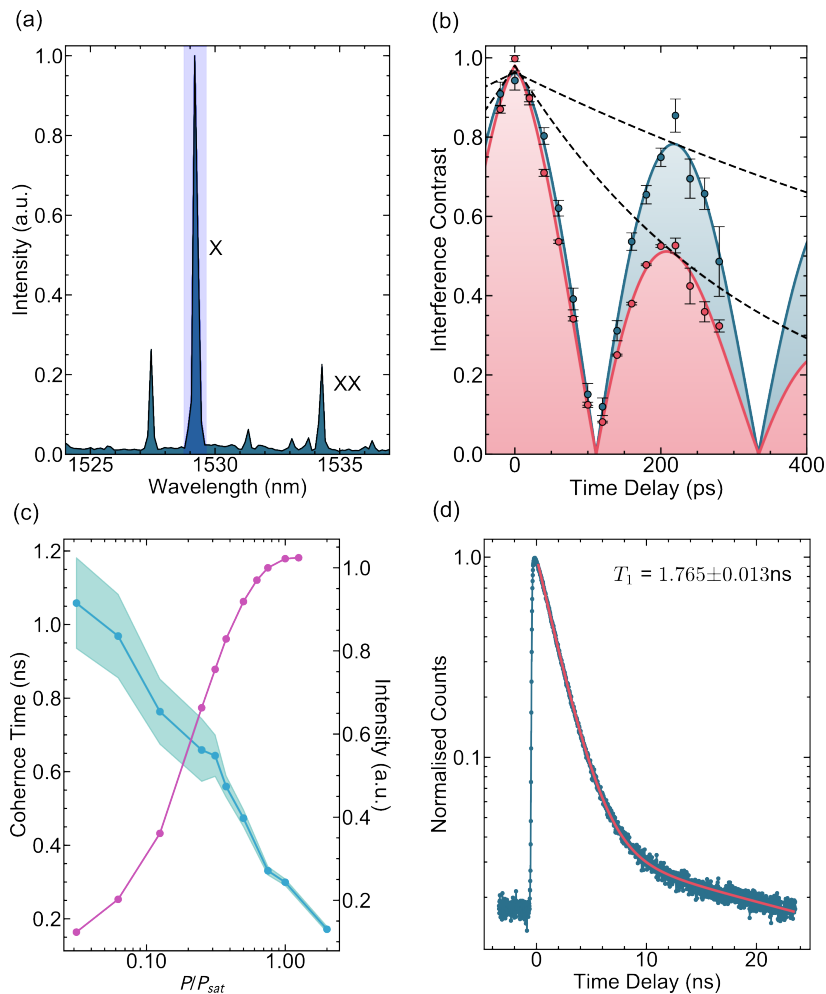 (a)
1.0
0.8
0.6
0.4
0.2
0.0
Intensity (a.u.)
X
XX
1525
1530
1535
Wavelength (nm)
(b)
1.0
0.8
0.6
0.4
0.2
0.0
Interference Contrast
0
200
400
Time Delay (ps)
(c)
1.2
1.0
0.8
0.6
0.4
0.2
Cohernce Time (ns)
1.0
0.8
0.6
0.4
0.2
Intensity (a.u.)
0.10
1.00
P/P_{sat}
(d)
1.0
0.1
Normalised Counts
T_1 = 1.765±0.013ns
0
10
20
Time Delay (ns)